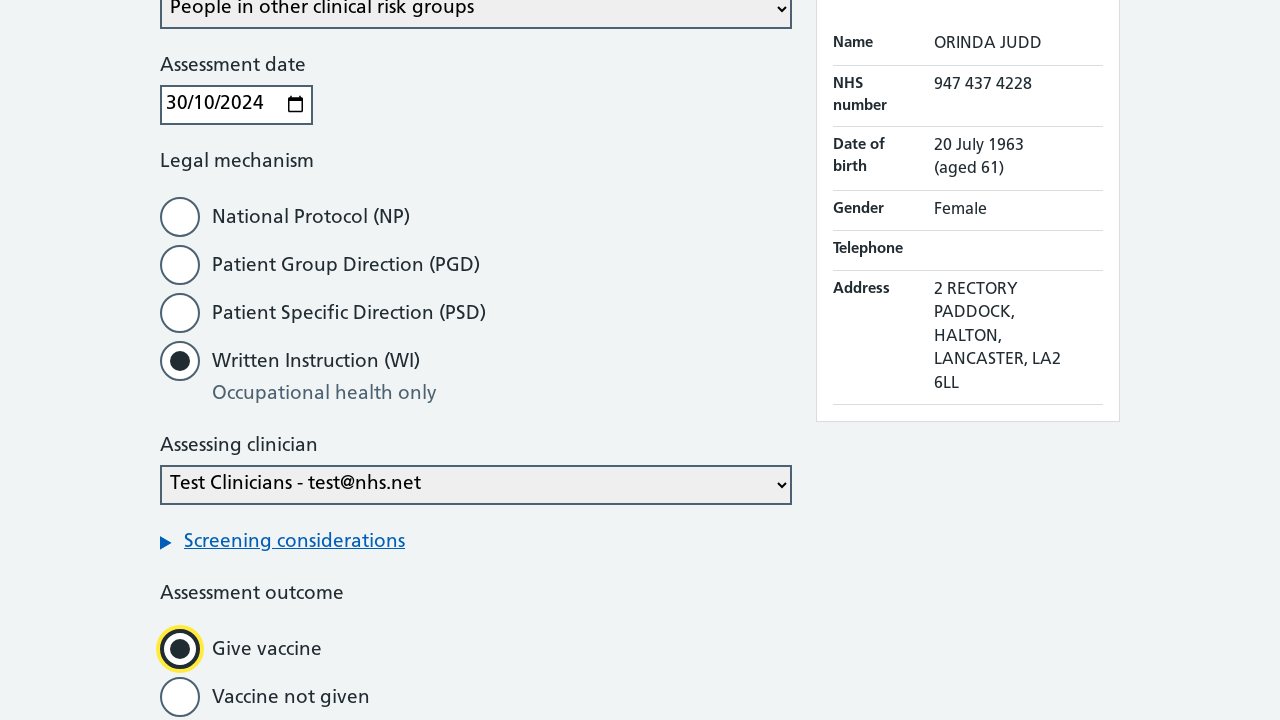 People in other clinical risk groups
Assessment date
30/10/2024
Legal mechanism
National Protocol (NP)
Patient Group Direction (PGD)
Patient Specific Direction (PSD)
Written Instruction (WI)
Occupational health only
Assessing clinician
Test Clinicians - test@nhs.net
Screening considerations
Assessment outcome
Give vaccine
Vaccine not given
Name ORINDA JUDD
NHS number 947 437 4228
Date of birth 20 July 1963
(aged 61)
Gender Female
Telephone
Address 2 RECTORY
PADDOCK,
HALTON,
LANCASTER, LA2
6LL